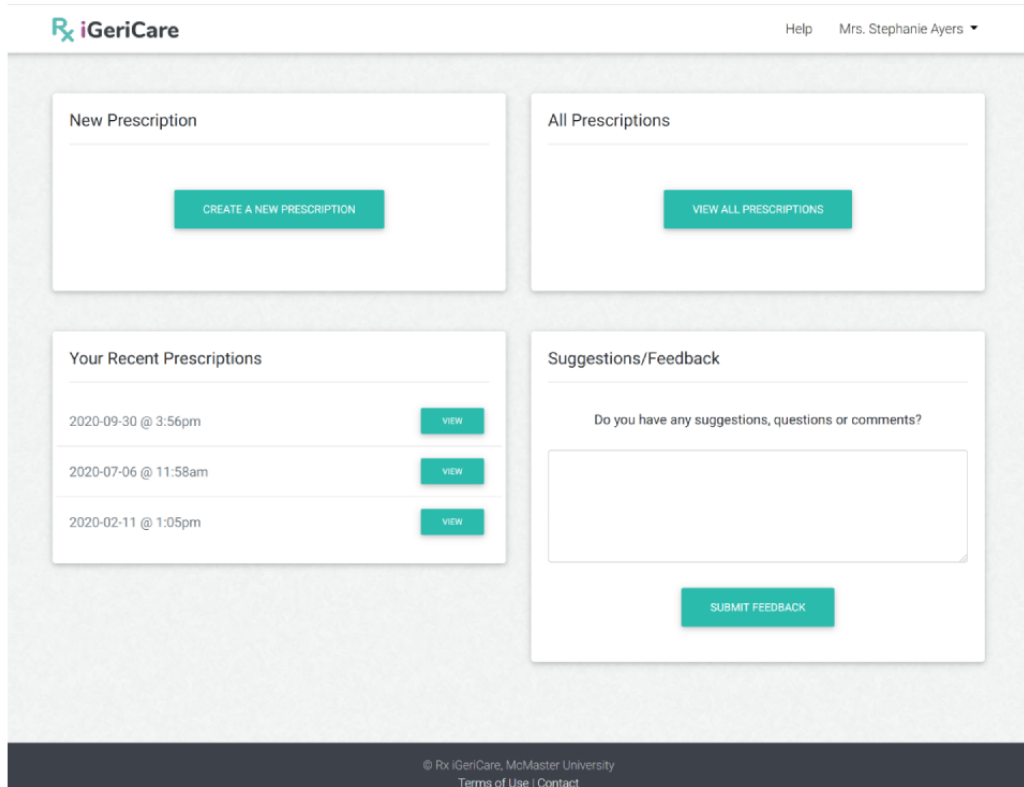 Rx iGeriCare
Help Mrs. Stephanie Ayers
New Prescription
CREATE A NEW PRESCRIPTION
All Prescriptions
VIEW ALL PRESCRIPTIONS
Your Recent Prescriptions
2020-09-30 @ 3:56pm VIEW
2020-07-06 @ 11:58am VIEW
2020-02-11 @ 1:05pm VIEW
Suggestions/Feedback
Do you have any suggestions, questions or comments?
SUBMIT FEEDBACK
© Rx iGeriCare, McMaster University
Terms of Use | Contact